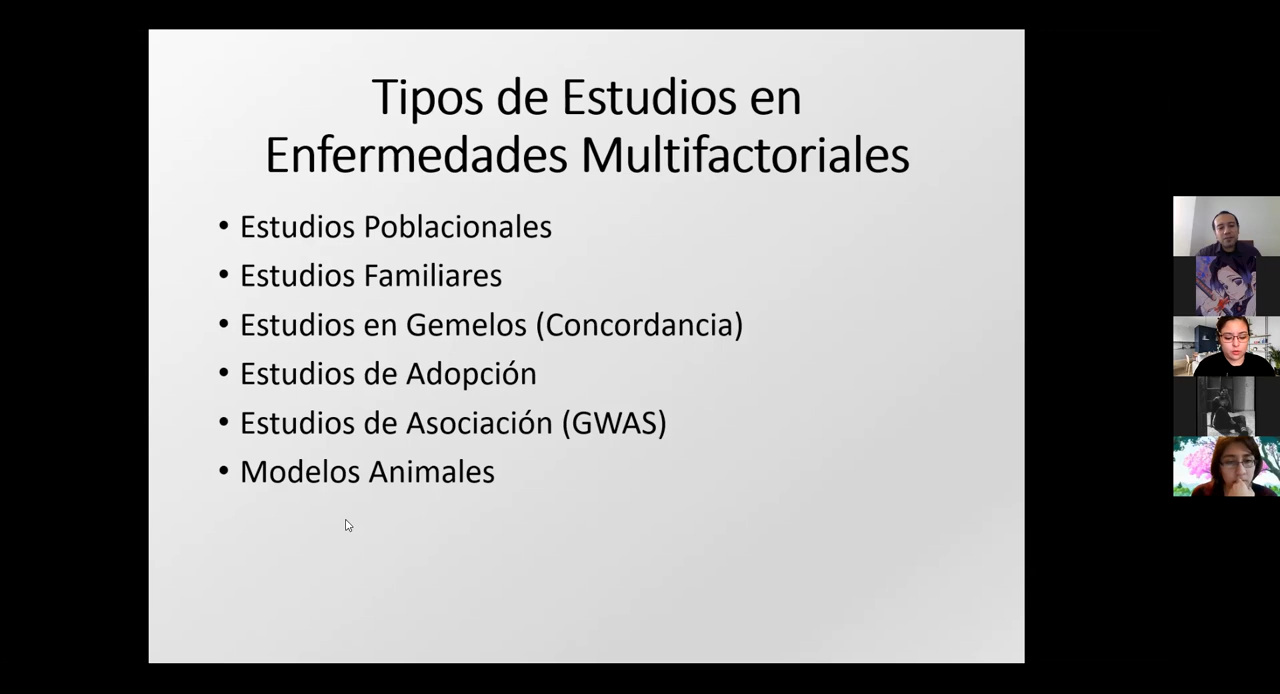 Tipos de Estudios en
Enfermedades Multifactoriales
• Estudios Poblacionales
• Estudios Familiares
• Estudios en Gemelos (Concordancia)
• Estudios de Adopción
• Estudios de Asociación (GWAS)
• Modelos Animales